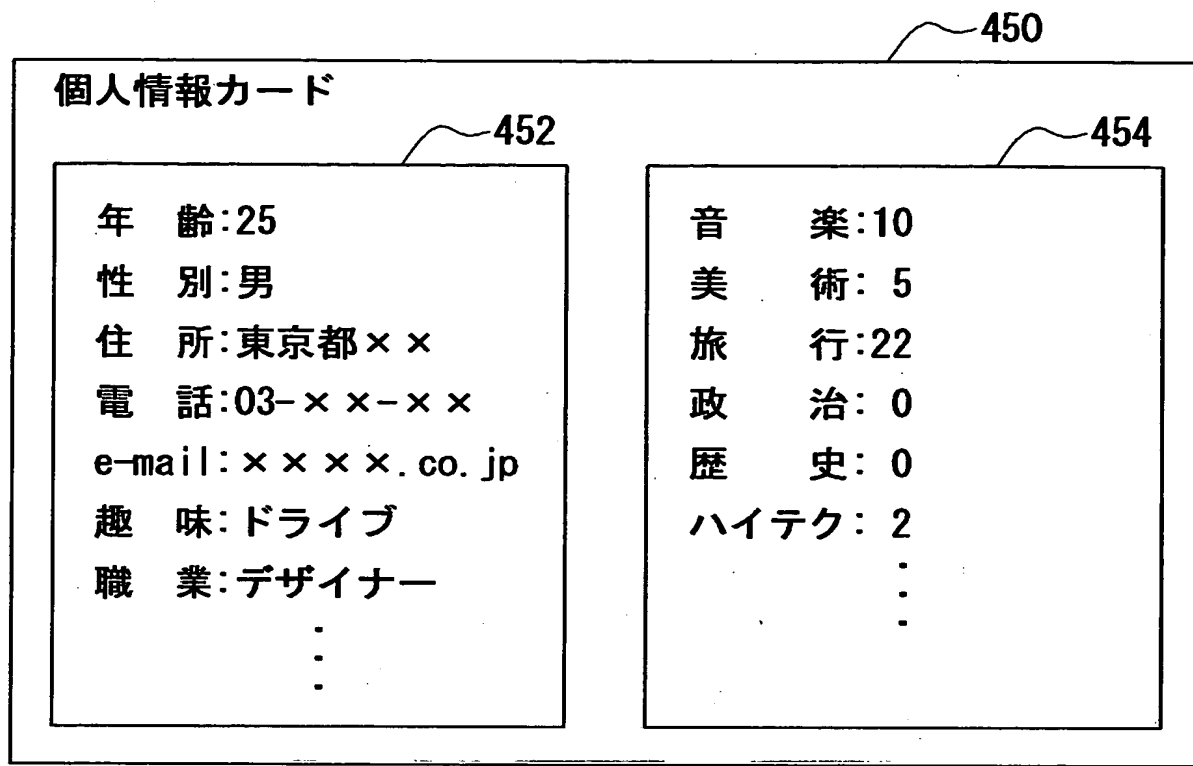 450
個人情報カード
452
年 齢:25
性 別:男
住 所:東京都××
電 話:03-××-××
e-mail:××××.co.jp
趣 味:ドライブ
職 業:デザイナー
454
音 楽:10
美 術: 5
旅 行:22
政 治: 0
歴 史: 0
ハイテク: 2